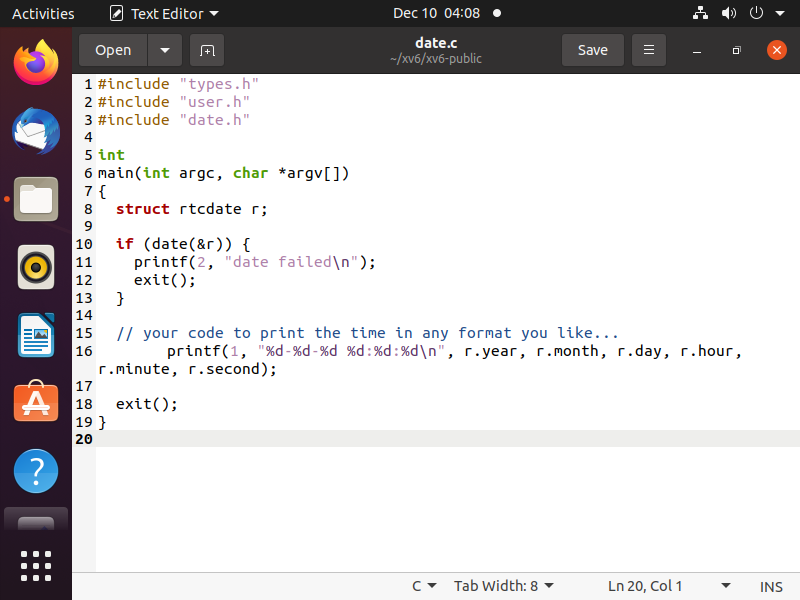 Activities Text Editor Dec 10 04:08
Open date.c Save
~/xv6/xv6-public
1 #include "types.h"
2 #include "user.h"
3 #include "date.h"
4
5 int
6 main(int argc, char *argv[])
7 {
8   struct rtcdate r;
9
10   if (date(&r)) {
11     printf(2, "date failed\n");
12     exit();
13   }
14
15   // your code to print the time in any format you like...
16         printf(1, "%d-%d-%d %d:%d:%d\n", r.year, r.month, r.day, r.hour,
r.minute, r.second);
17
18   exit();
19 }
20
C Tab Width: 8 Ln 20, Col 1 INS